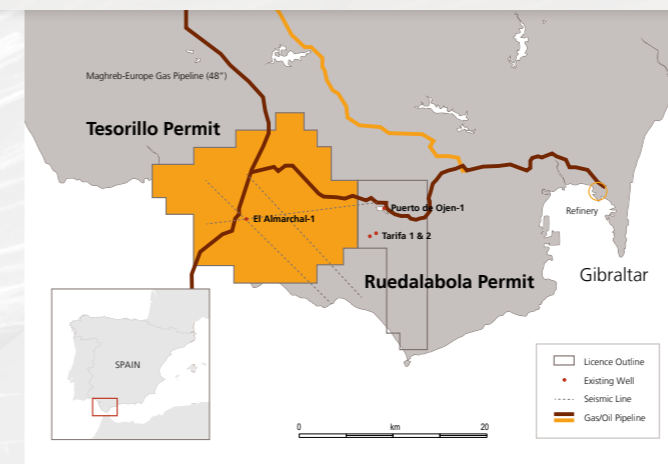 Maghreb-Europe Gas Pipeline (48")
Tesorillo Permit
Puerto de Ojen-1
El Almarchal-1
Tarifa 1 & 2
Refinery
Ruedalabola Permit
Gibraltar
SPAIN
Licence Outline
Existing Well
Seismic Line
Gas/Oil Pipeline
0 km 20